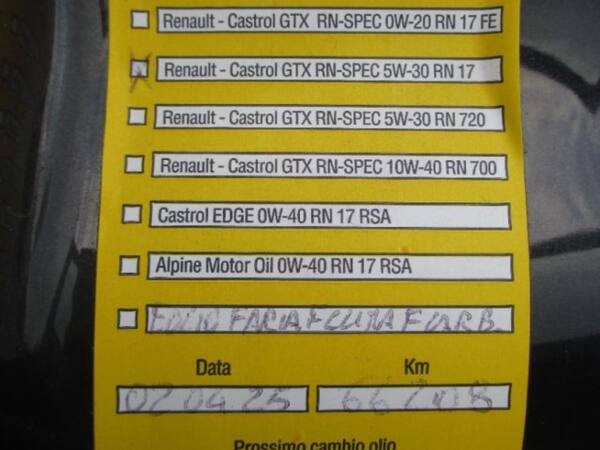 Renault - Castrol GTX RN-SPEC 0W-20 RN 17 FE
Renault - Castrol GTX RN-SPEC 5W-30 RN 17
Renault - Castrol GTX RN-SPEC 5W-30 RN 720
Renault - Castrol GTX RN-SPEC 10W-40 RN 700
Castrol EDGE 0W-40 RN 17 RSA
Alpine Motor Oil 0W-40 RN 17 RSA
Data Km
02 04 25 66208
Prossimo cambio olio